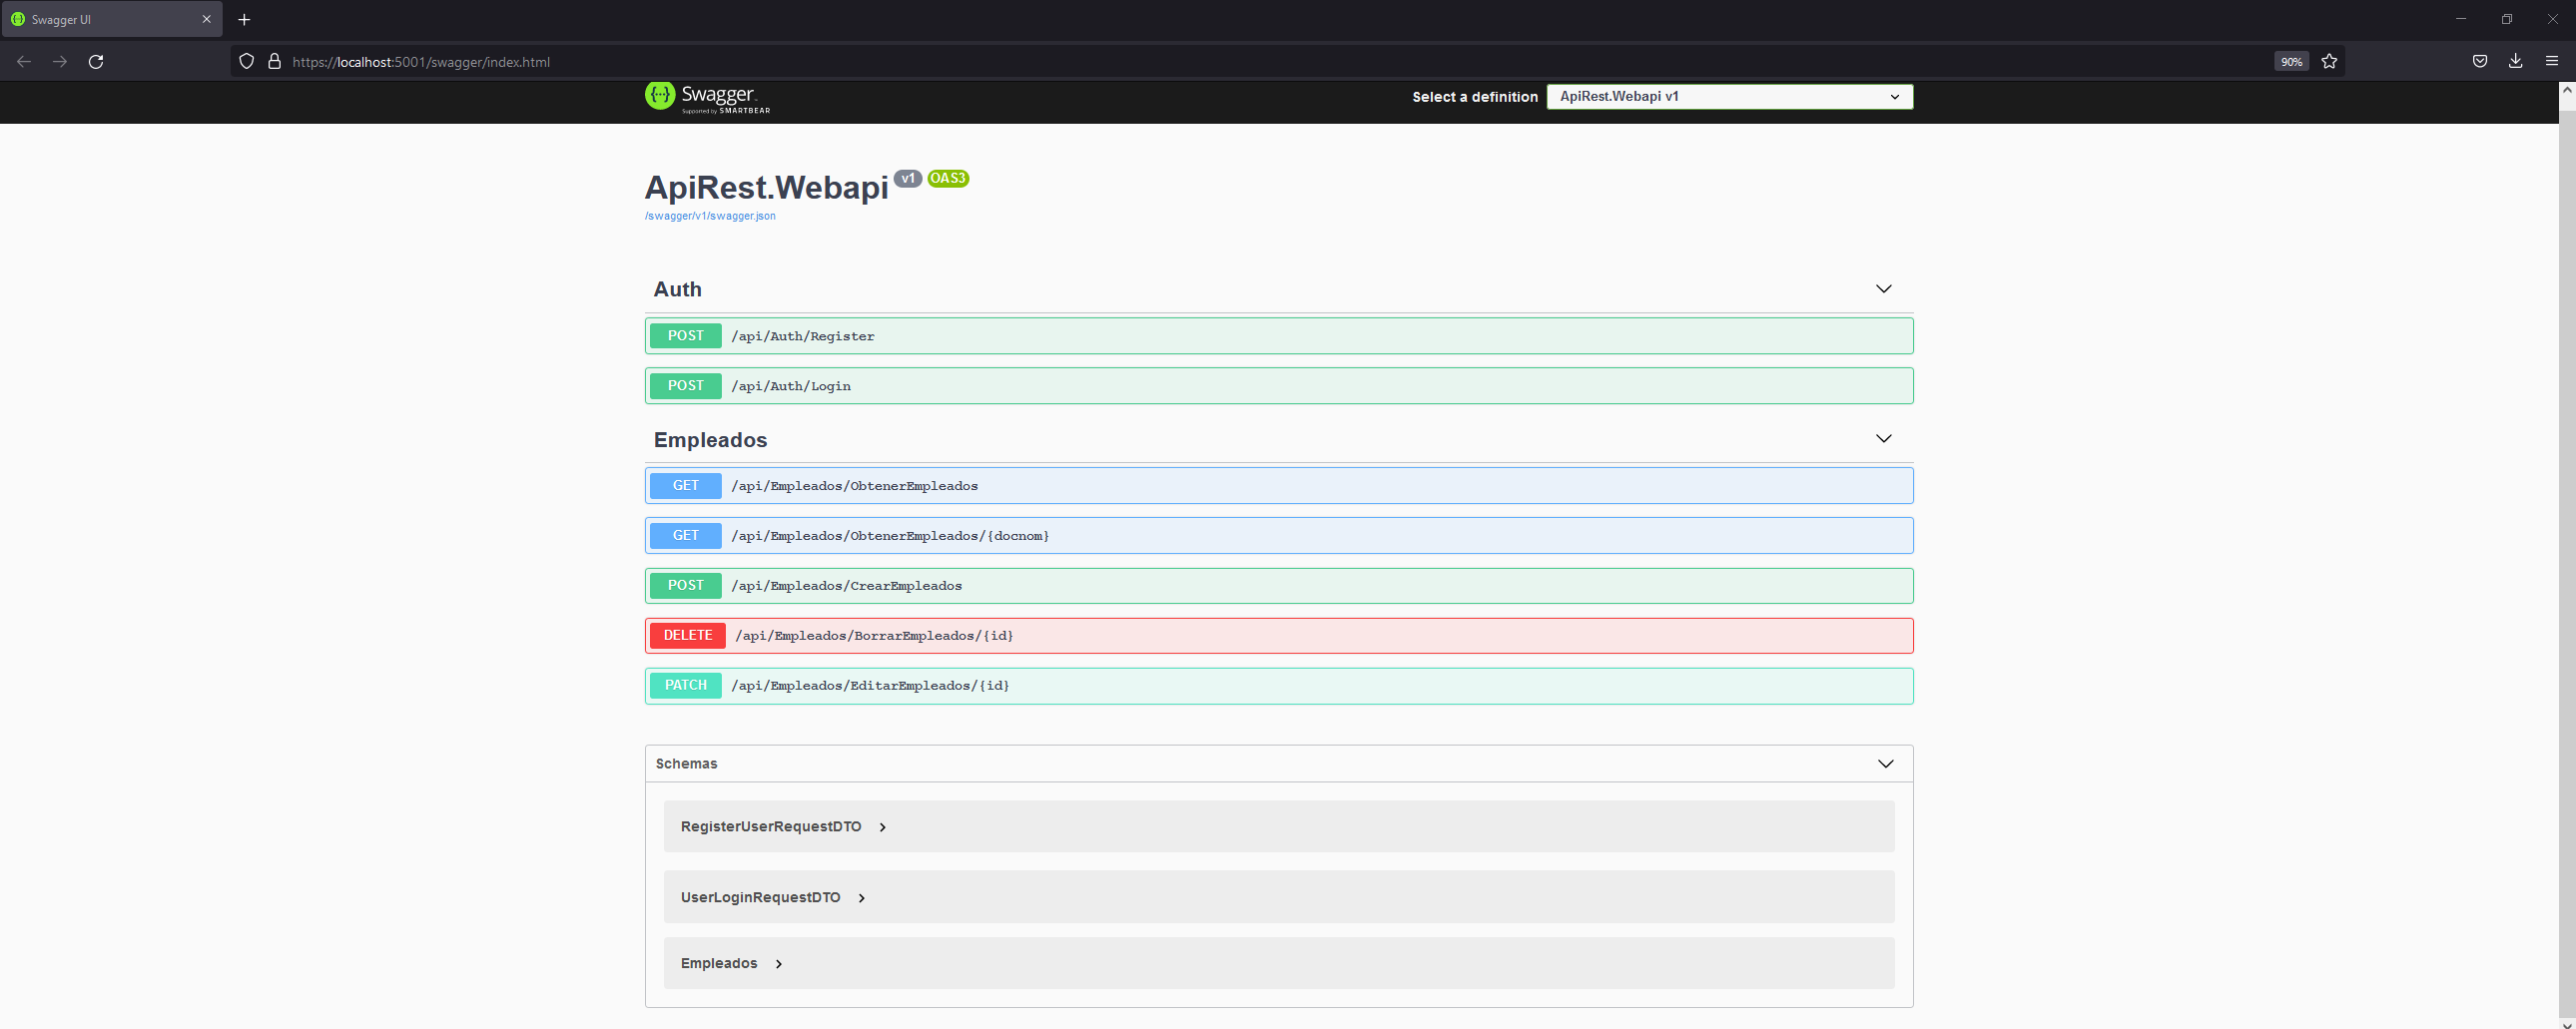 Swagger UI
https://localhost:5001/swagger/index.html
90%
Swagger
Supported by SMARTBEAR
Select a definition
ApiRest.Webapi v1
ApiRest.Webapi v1 OAS3
/swagger/v1/swagger.json
Auth
POST /api/Auth/Register
POST /api/Auth/Login
Empleados
GET /api/Empleados/ObtenerEmpleados
GET /api/Empleados/ObtenerEmpleados/{docnom}
POST /api/Empleados/CrearEmpleados
DELETE /api/Empleados/BorrarEmpleados/{id}
PATCH /api/Empleados/EditarEmpleados/{id}
Schemas
RegisterUserRequestDTO
UserLoginRequestDTO
Empleados